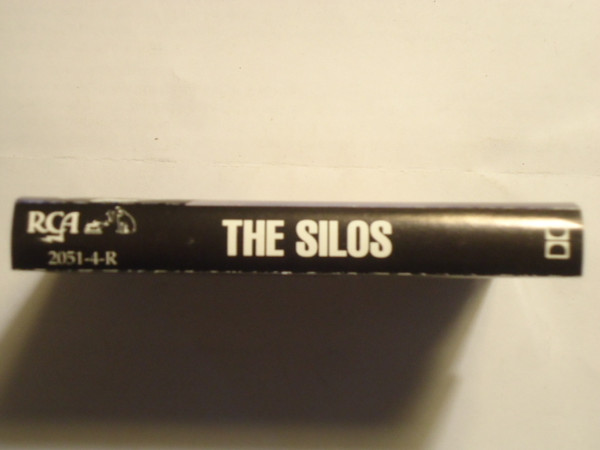 RCA
2051-4-R
THE SILOS